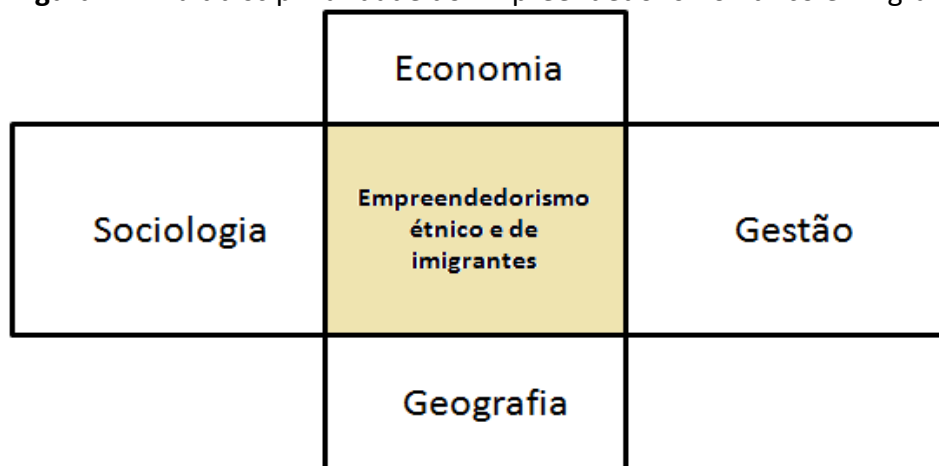 Economia
Sociologia
Empreendedorismo
étnico e de
imigrantes
Gestão
Geografia